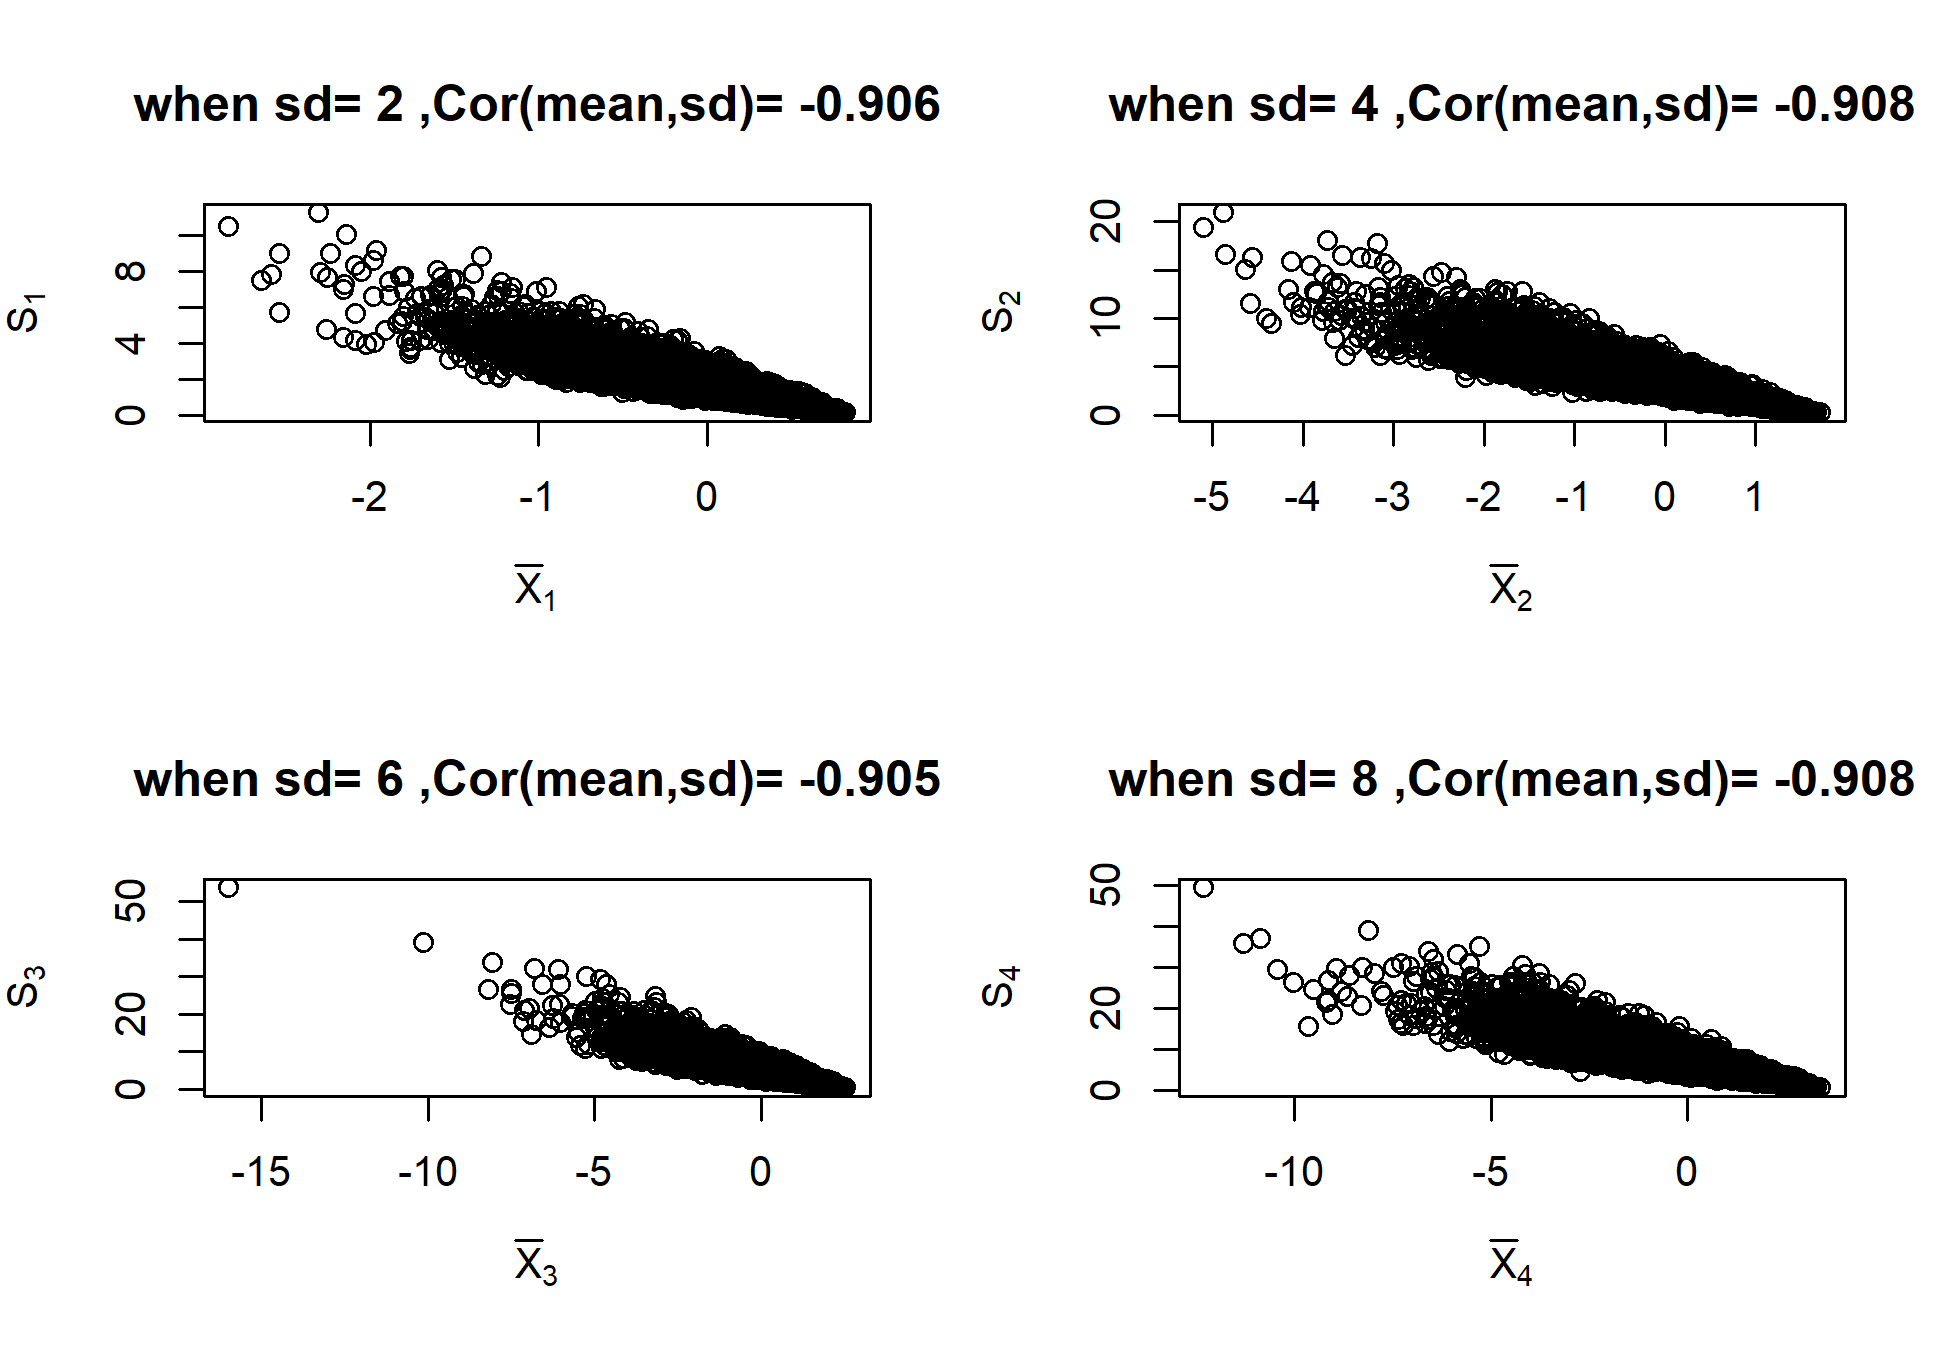 when sd= 2 ,Cor(mean,sd)= -0.906
S1
0 4 8
-2 -1 0
X̅1
when sd= 4 ,Cor(mean,sd)= -0.908
S2
0 10 20
-5 -4 -3 -2 -1 0 1
X̅2
when sd= 6 ,Cor(mean,sd)= -0.905
S3
0 20 50
-15 -10 -5 0
X̅3
when sd= 8 ,Cor(mean,sd)= -0.908
S4
0 20 50
-10 -5 0
X̅4